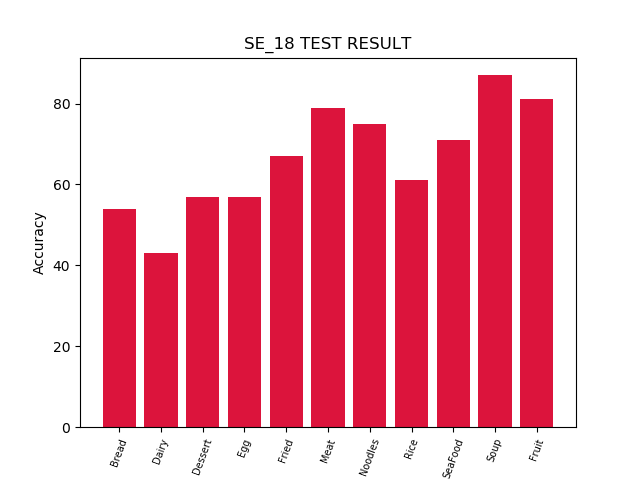 SE_18 TEST RESULT
Accuracy
80
60
40
20
0
Bread
Dairy
Dessert
Egg
Fried
Meat
Noodles
Rice
SeaFood
Soup
Fruit